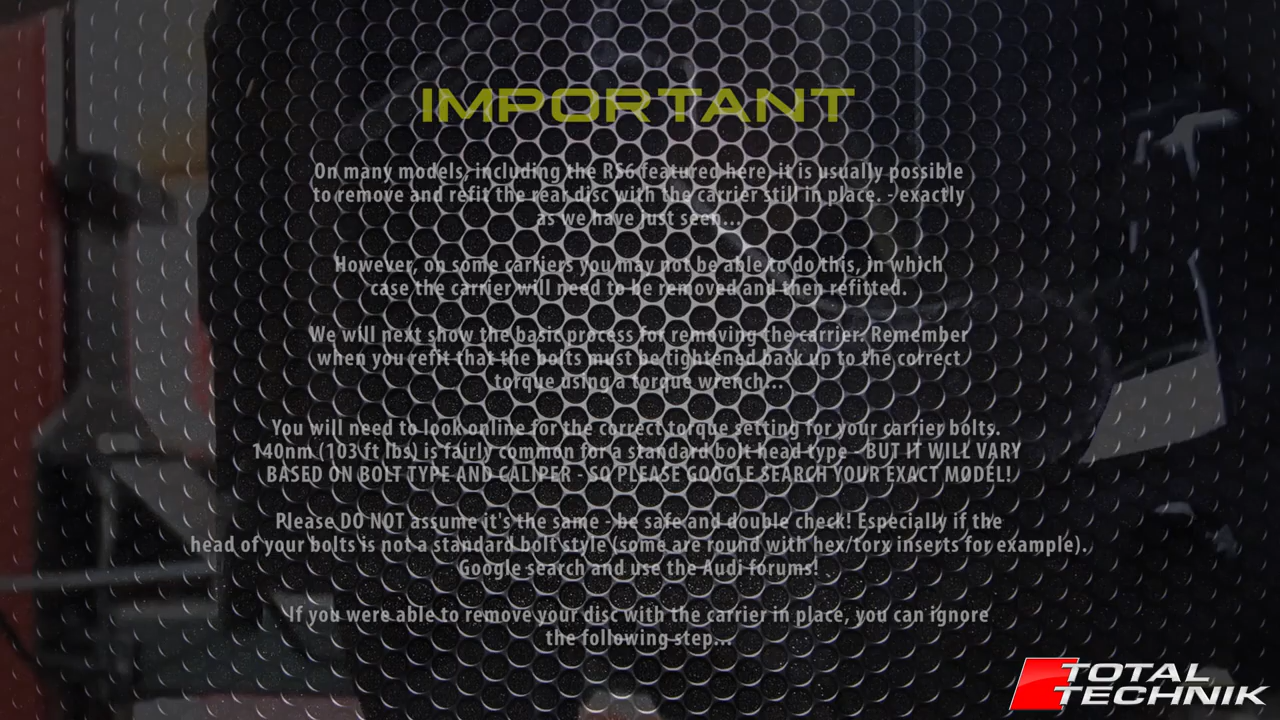 IMPORTANT
On many models, including the RS6 featured here, it is usually possible
to remove and refit the rear disc with the carrier still in place. - exactly
as we have just seen...
However, on some carriers you may not be able to do this, in which
case the carrier will need to be removed and then refitted.
We will next show the basic process for removing the carrier. Remember
when you refit that the bolts must be tightened back up to the correct
torque using a torque wrench!...
You will need to look online for the correct torque setting for your carrier bolts.
140nm (103 ft lbs) is fairly common for a standard bolt head type - BUT IT WILL VARY
BASED ON BOLT TYPE AND CALIPER - SO PLEASE GOOGLE SEARCH YOUR EXACT MODEL!
Please DO NOT assume it's the same - be safe and double check! Especially if the
head of your bolts is not a standard bolt style (some are round with hex/torx inserts for example).
Google search and use the Audi forums!
If you were able to remove your disc with the carrier in place, you can ignore
the following step...
TOTAL
TECHNIK